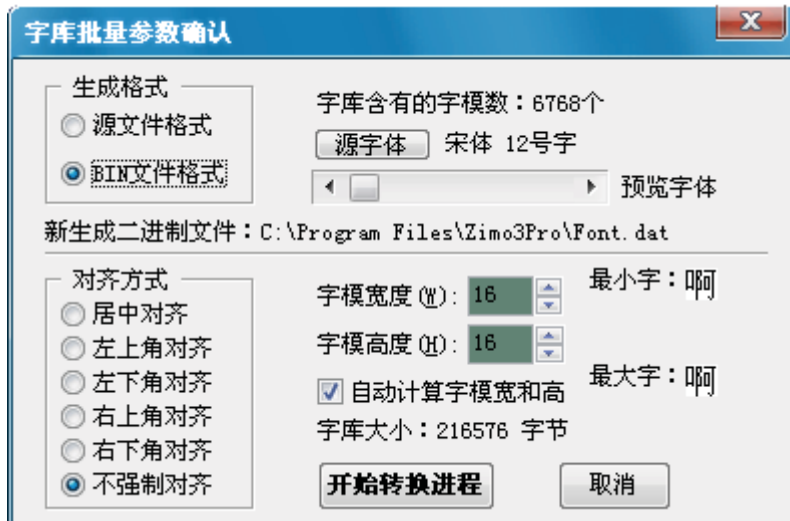 字库批量参数确认
生成格式
源文件格式
BIN文件格式
字库含有的字模数：6768个
源字体 宋体 12号字
预览字体
新生成二进制文件：C:\Program Files\Zimo3Pro\Font.dat
对齐方式
居中对齐
左上角对齐
左下角对齐
右上角对齐
右下角对齐
不强制对齐
字模宽度(W): 16
字模高度(H): 16
自动计算字模宽和高
字库大小：216576 字节
最小字：啊
最大字：啊
开始转换进程 取消